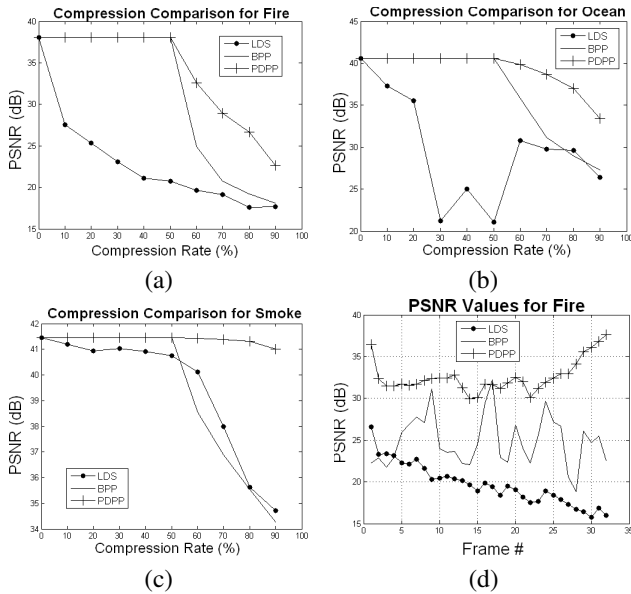 Compression Comparison for Fire
PSNR (dB)
40
35
30
25
20
15
0 10 20 30 40 50 60 70 80 90 100
Compression Rate (%)
LDS
BPP
PDPP
(a)
Compression Comparison for Ocean
PSNR (dB)
45
40
35
30
25
20
0 10 20 30 40 50 60 70 80 90 100
Compression Rate (%)
LDS
BPP
PDPP
(b)
Compression Comparison for Smoke
PSNR (dB)
42
41
40
39
38
37
36
35
34
0 10 20 30 40 50 60 70 80 90 100
Compression Rate (%)
LDS
BPP
PDPP
(c)
PSNR Values for Fire
PSNR (dB)
40
35
30
25
20
15
0 5 10 15 20 25 30 35
Frame #
LDS
BPP
PDPP
(d)